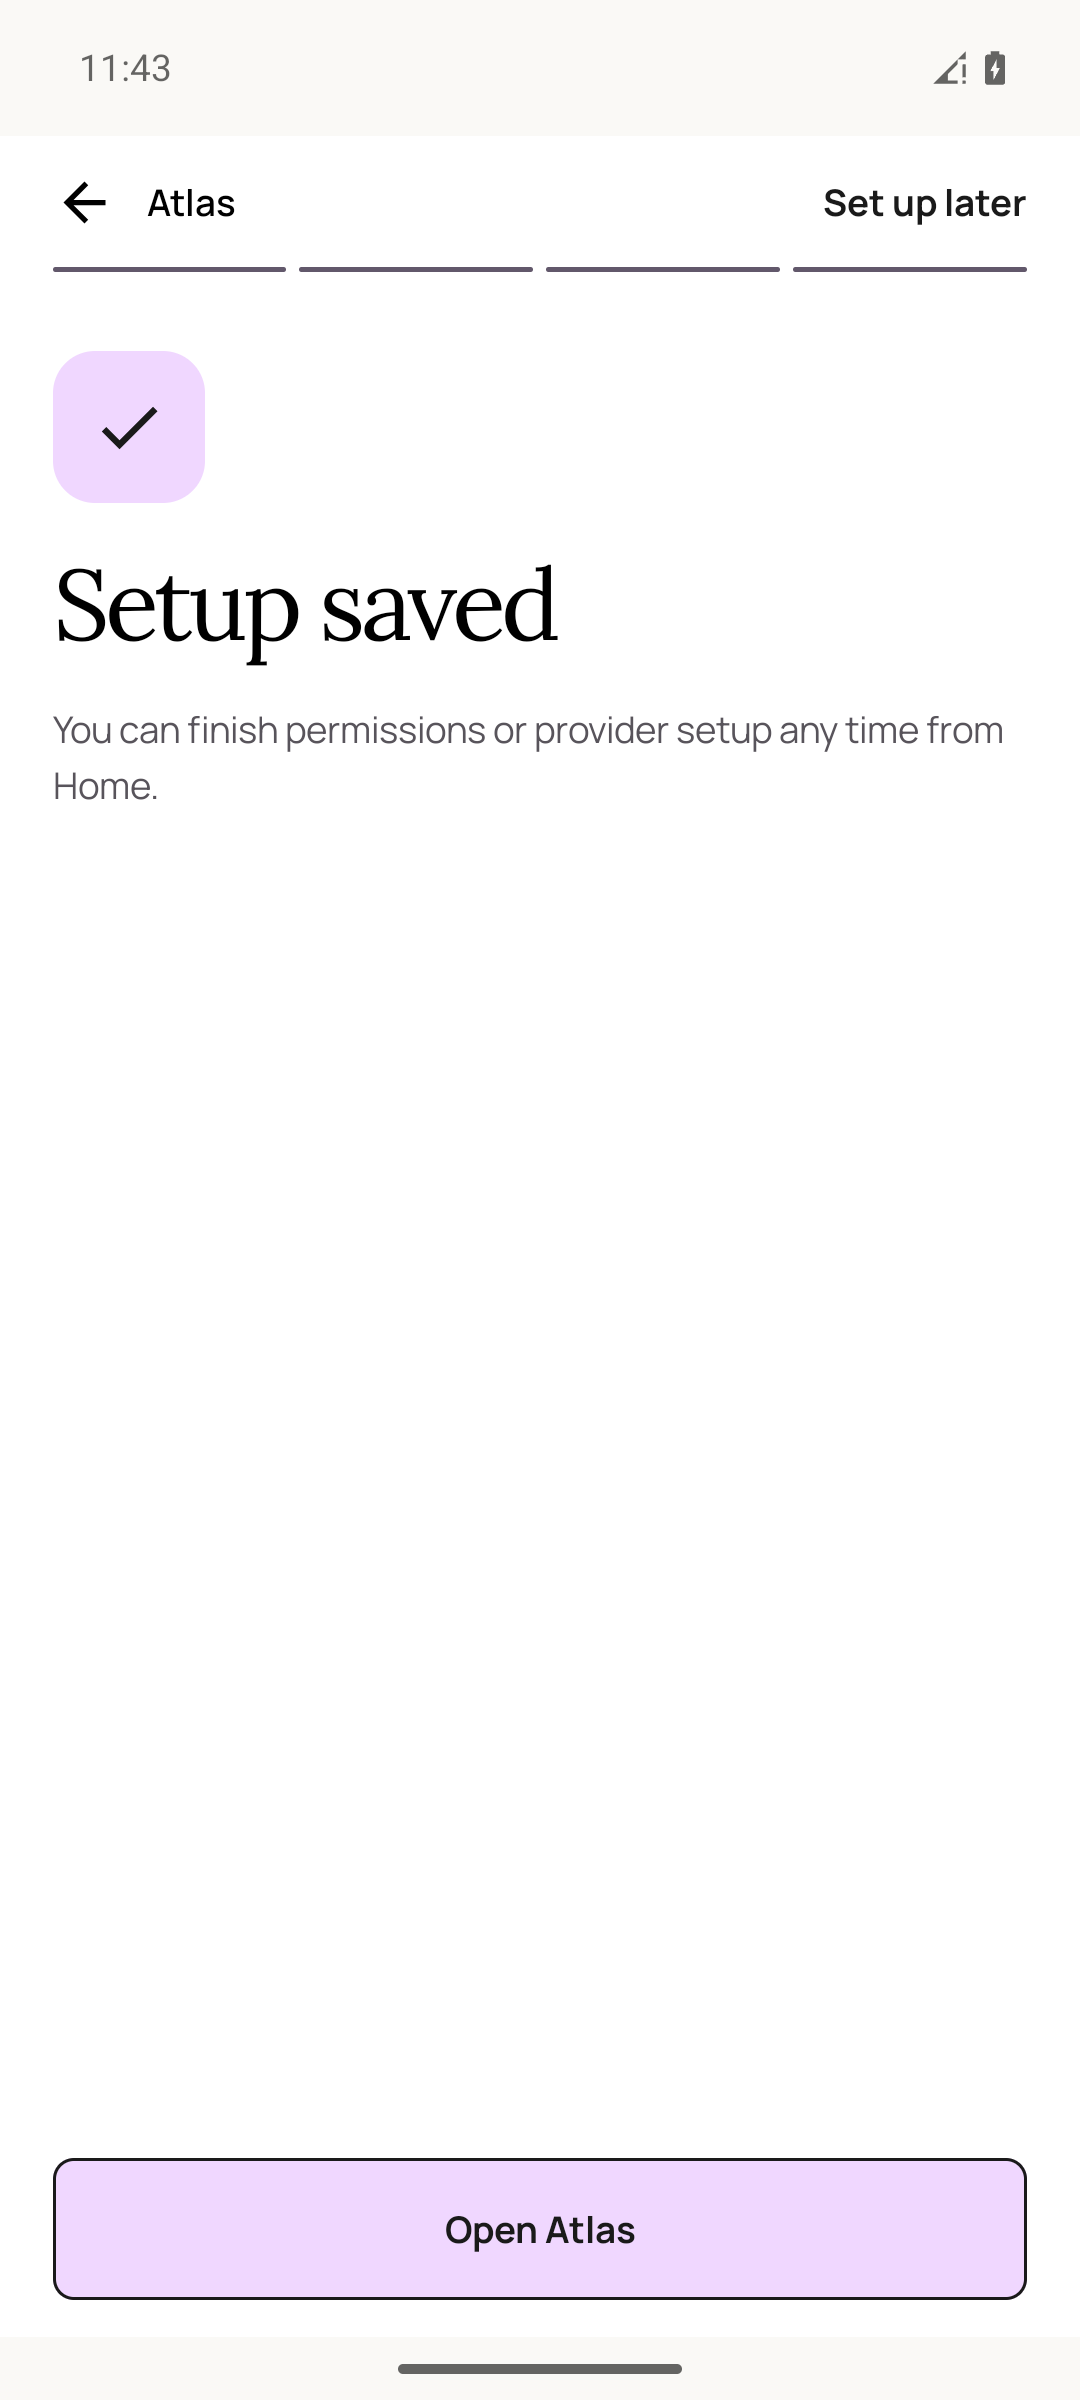 11:43
Atlas
Set up later
Setup saved
You can finish permissions or provider setup any time from
Home.
Open Atlas